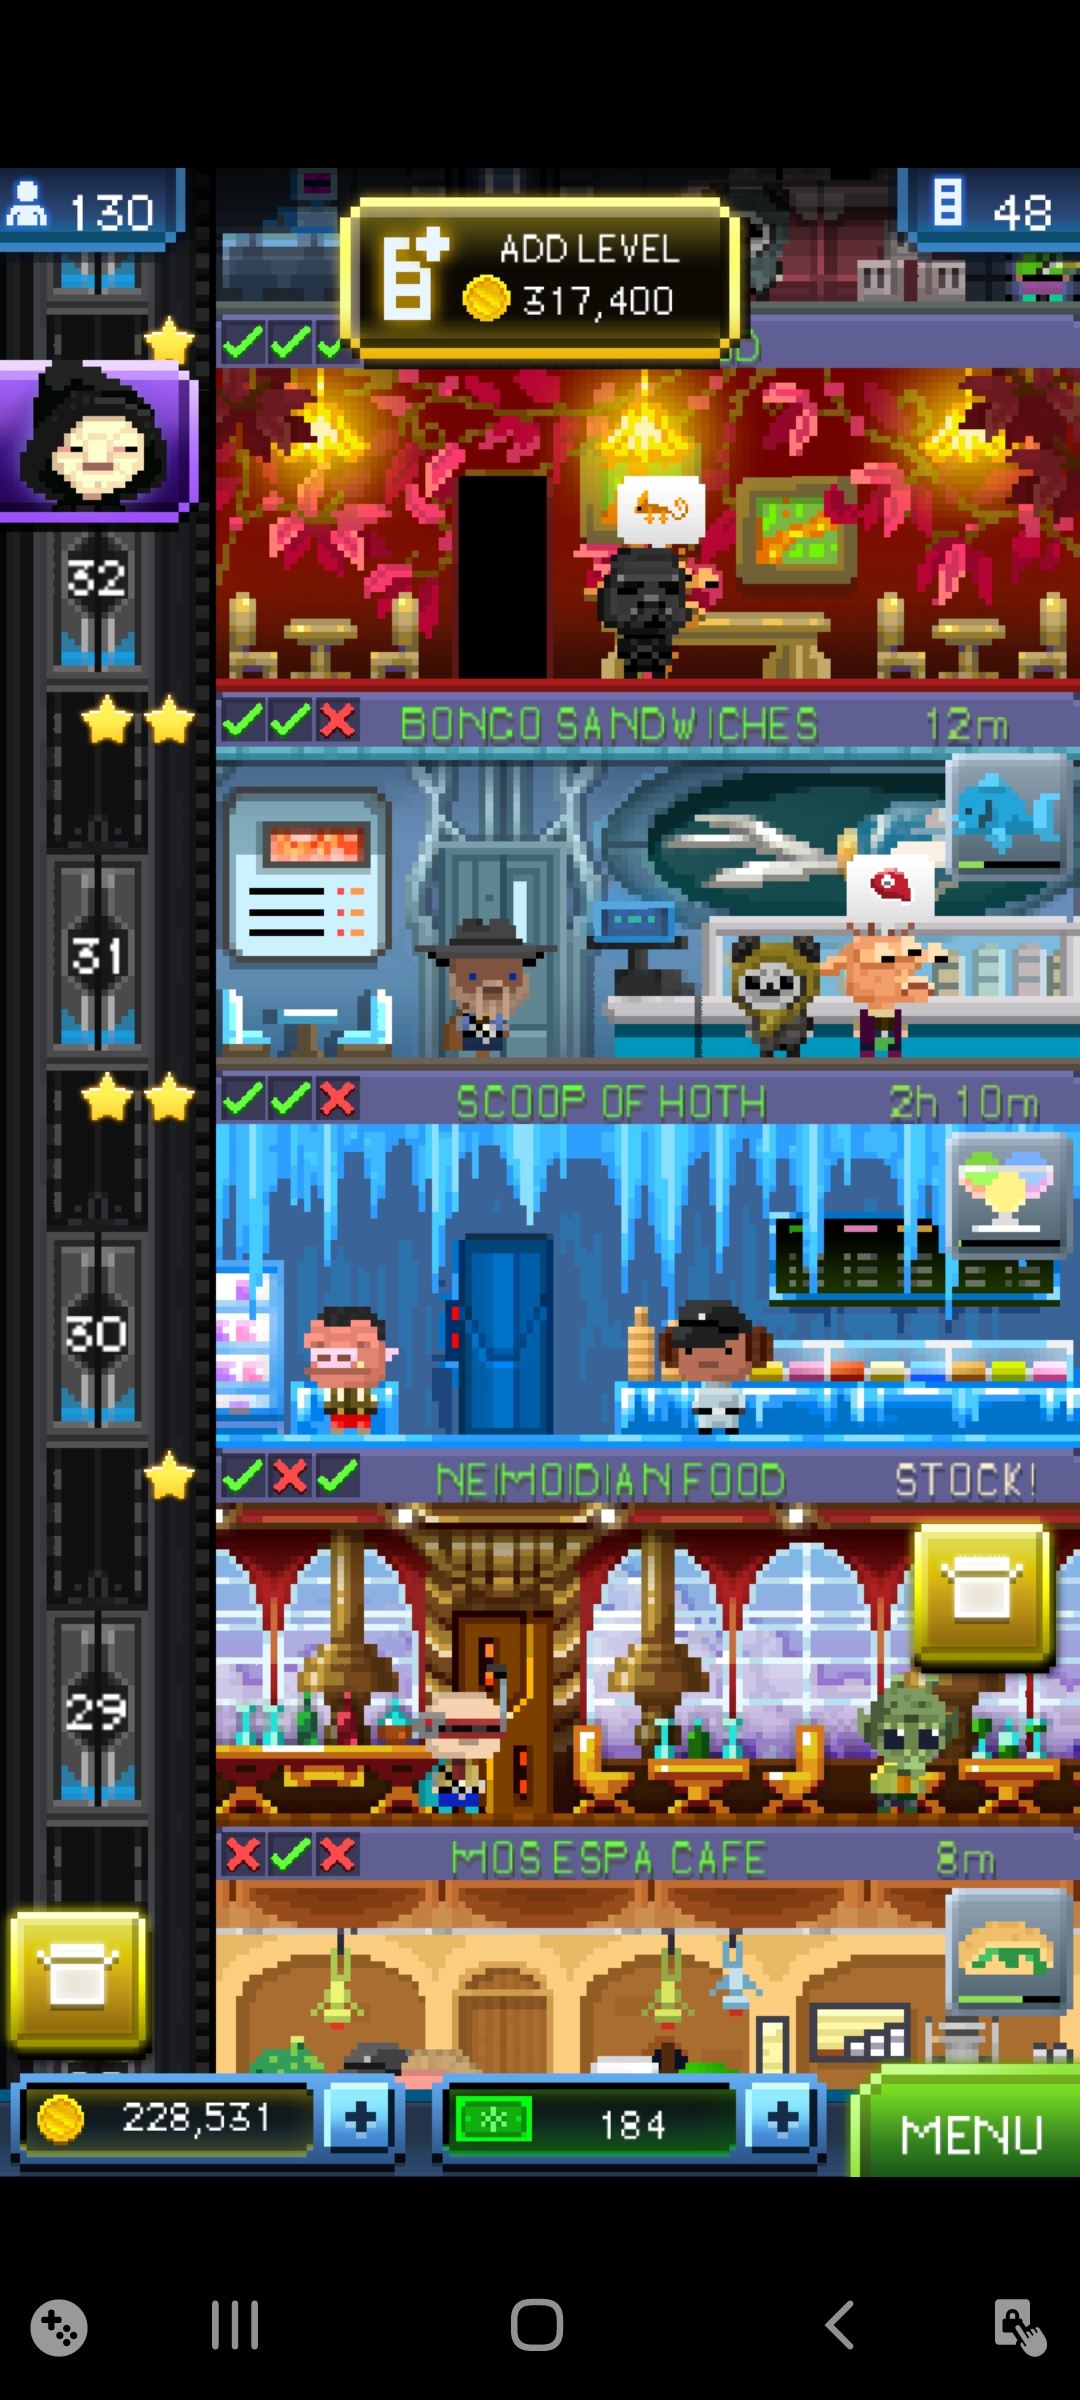 130
48
ADD LEVEL
317,400
32
BONGO SANDWICHES 12m
31
SCOOP OF HOTH 2h 10m
30
NEIMOIDIAN FOOD STOCK!
29
MOS ESPA CAFE 8m
228,531
184
MENU